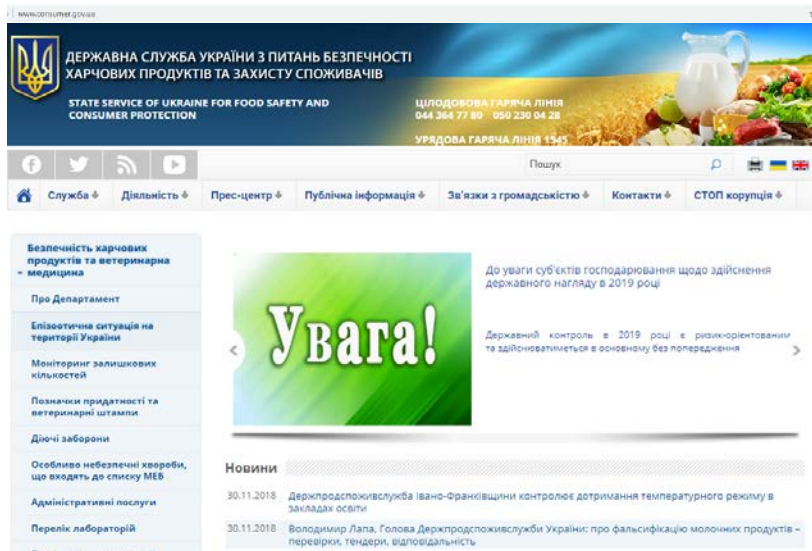 www.consumer.gov.ua
ДЕРЖАВНА СЛУЖБА УКРАЇНИ З ПИТАНЬ БЕЗПЕЧНОСТІ
ХАРЧОВИХ ПРОДУКТІВ ТА ЗАХИСТУ СПОЖИВАЧІВ
STATE SERVICE OF UKRAINE FOR FOOD SAFETY AND
CONSUMER PROTECTION
ЦІЛОДОБОВА ГАРЯЧА ЛІНІЯ
044 364 77 80 050 230 04 28
УРЯДОВА ГАРЯЧА ЛІНІЯ 1545
Пошук
Служба Діяльність Прес-центр Публічна інформація Зв'язки з громадськістю Контакти СТОП корупція
Безпечність харчових
продуктів та ветеринарна
– медицина
Про Департамент
Епізоотична ситуація на
території України
Моніторинг залишкових
кількостей
Позначки придатності та
ветеринарні штампи
Діючі заборони
Особливо небезпечні хвороби,
що входять до списку МЕБ
Адміністративні послуги
Перелік лабораторій
Увага!
До уваги суб'єктів господарювання щодо здійснення
державного нагляду в 2019 році
Державний контроль в 2019 році є ризик-орієнтованим
та здійснюватиметься в основному без попередження
Новини
30.11.2018 Держпродспоживслужба Івано-Франківщини контролює дотримання температурного режиму в
закладах освіти
30.11.2018 Володимир Лапа, Голова Держпродспоживслужби України: про фальсифікацію молочних продуктів –
перевірки, тендери, відповідальність